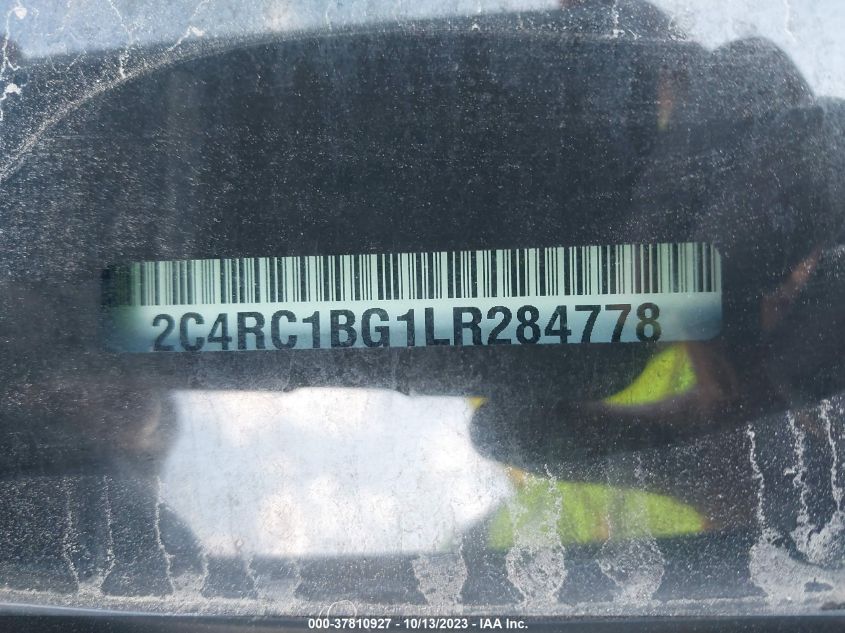 2C4RC1BG1LR284778
000-37810927 - 10/13/2023 - IAA Inc.